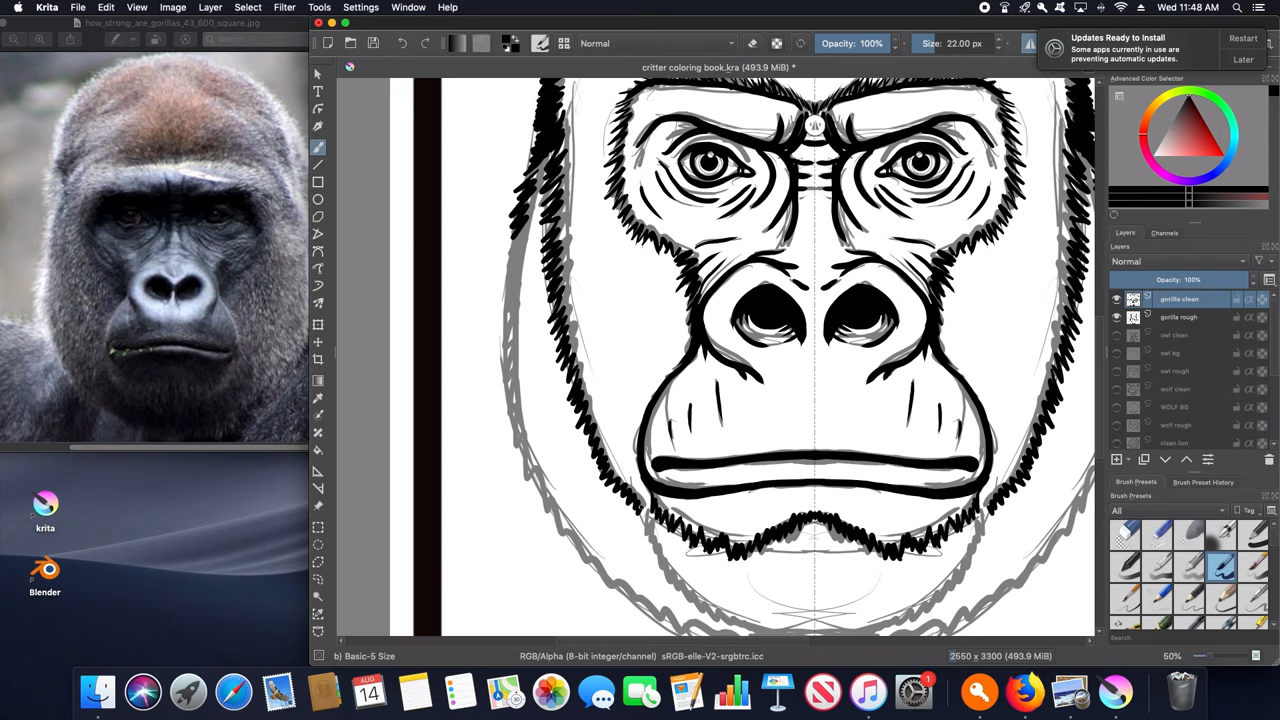 Krita File Edit View Image Layer Select Filter Tools Settings Window Help
Wed 11:48 AM
how_strong_are_gorillas_43_600_square.jpg
Search
Updates Ready to Install
Some apps currently in use are preventing automatic updates.
Restart
Later
Normal
Opacity: 100%
Size: 22.00 px
critter coloring book.kra (493.9 MiB) *
Advanced Color Selector
Layers Channels
Layers
Normal
Opacity: 100%
gorilla clean
gorilla rough
owl clean
owl bg
owl rough
wolf clean
WOLF BG
wolf rough
clean lion
Brush Presets Brush Preset History
Brush Presets
All
Tag
Search
krita
Blender
b) Basic-5 Size
RGB/Alpha (8-bit integer/channel) sRGB-elle-V2-srgbtrc.icc
2550 x 3300 (493.9 MiB)
50%
AUG
14
1